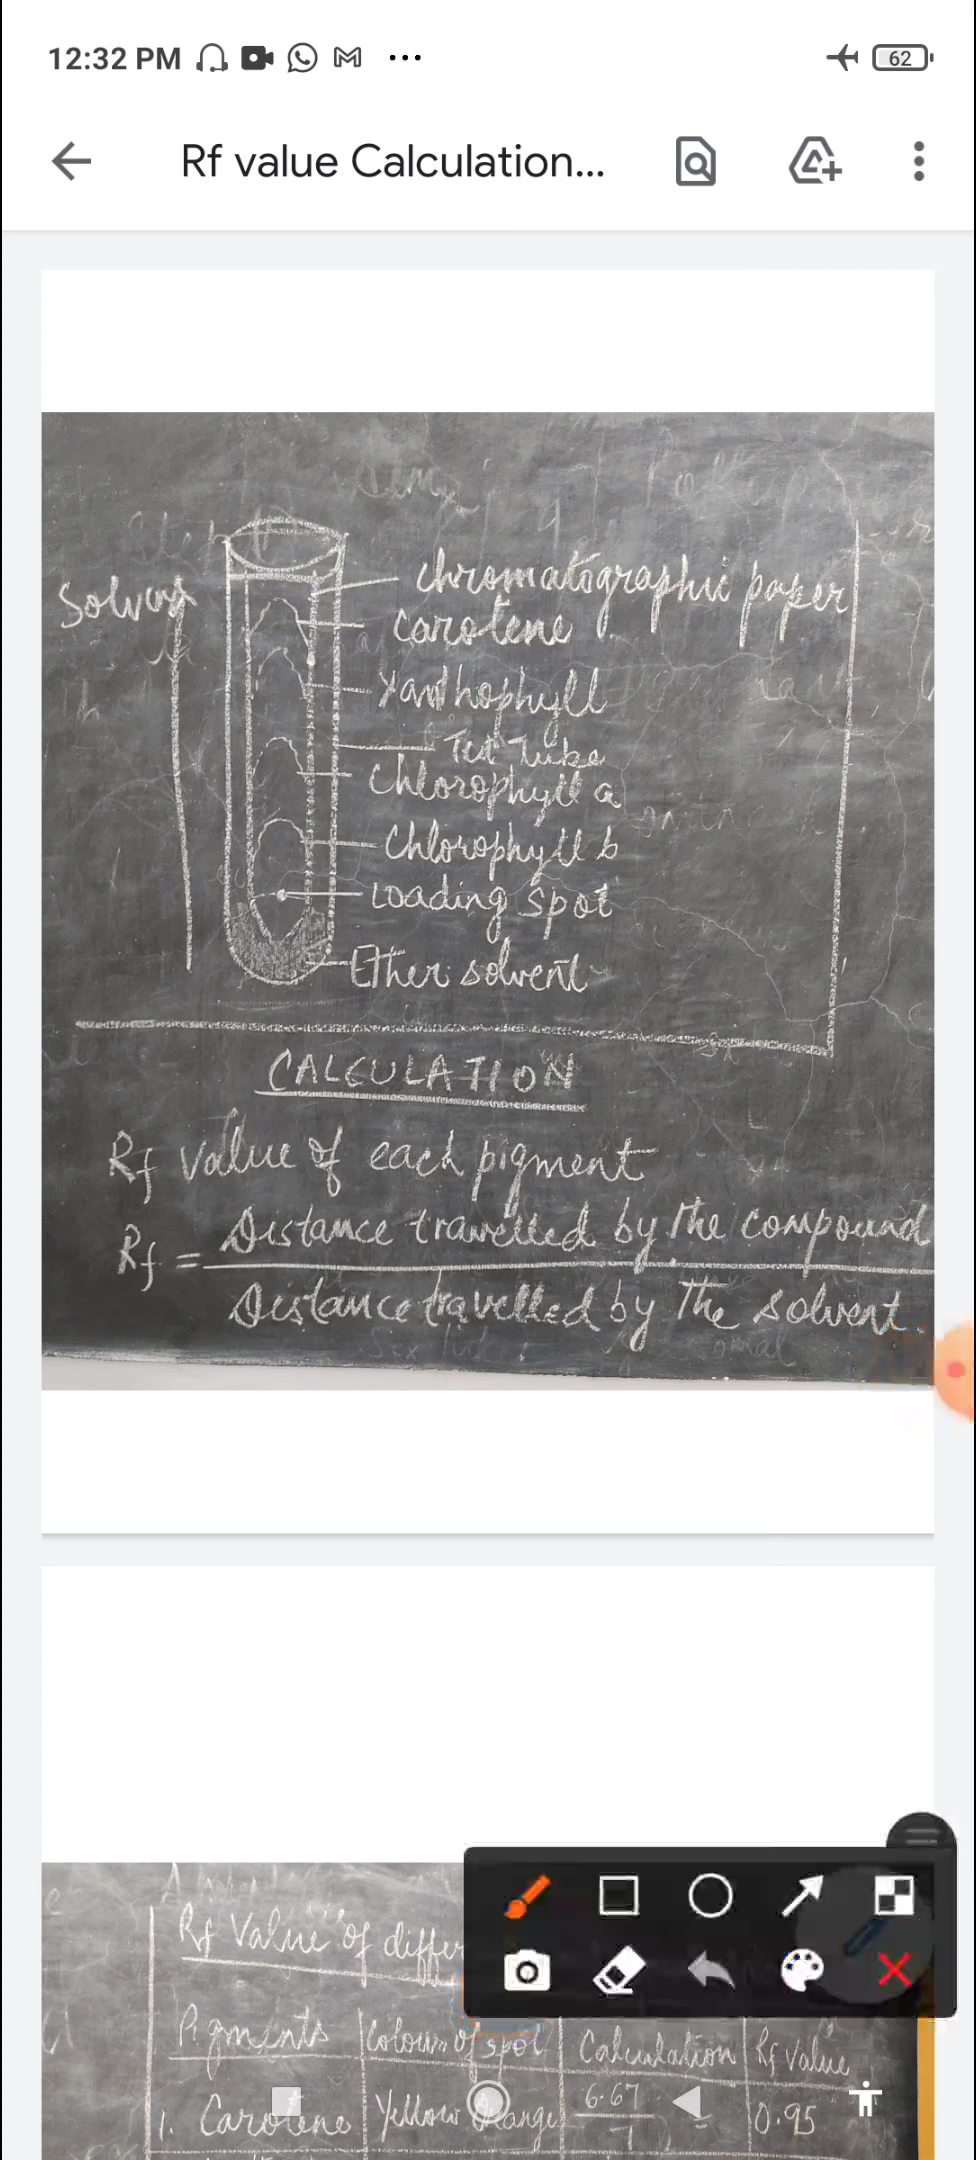 12:32 PM
62
Rf value Calculation...
Solvent
chromatographic paper
carotene
Xanthophyll
Test Tube
chlorophyll a
Chlorophyll b
Loading spot
Ether solvent
CALCULATION
Rf value of each pigment
Rf = Distance travelled by the compound
Distance travelled by the solvent.
Rf Value of differ
Pigments Colour of spot Calculation Rf value
1. Carotene Yellow Orange 6.67 / 7 = 0.95